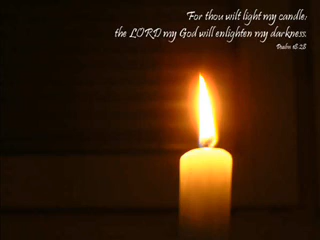 For thou wilt light my candle:
the LORD my God will enlighten my darkness.
Psalm 18:28